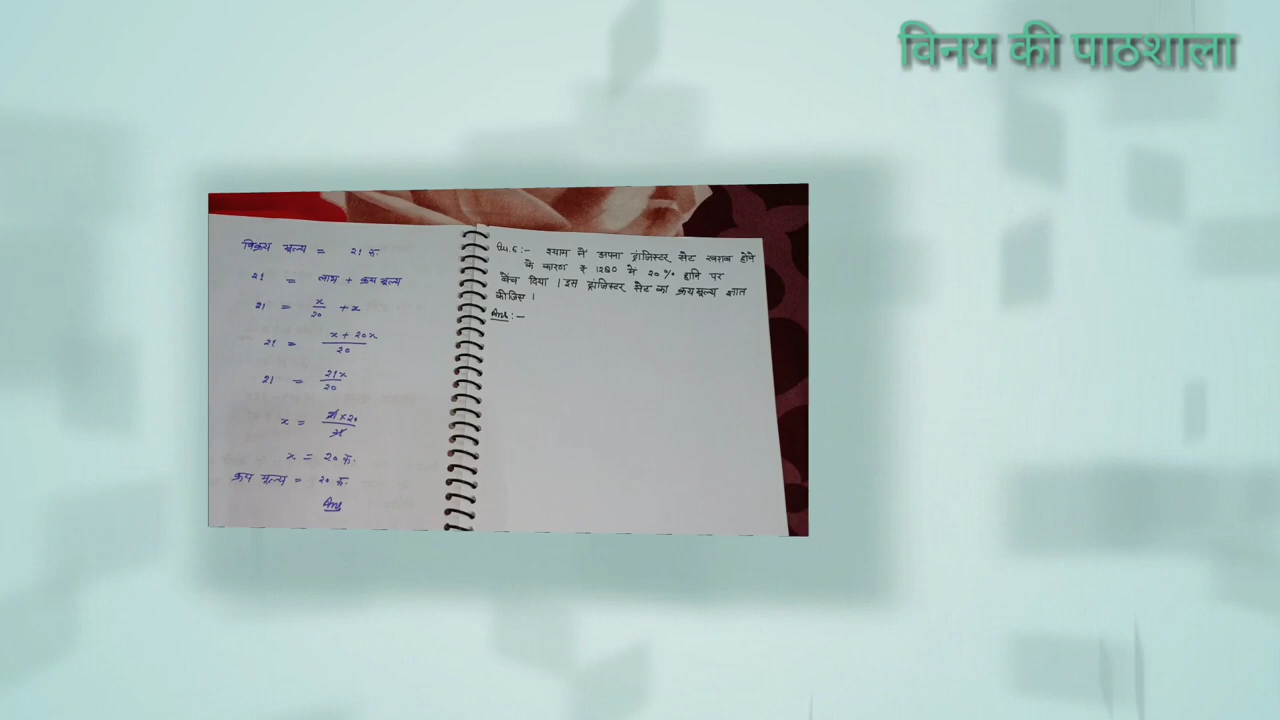 विनय की पाठशाला
विक्रय मूल्य = 21 रु.
21 = लाभ + क्रय मूल्य
21 = x/20 + x
21 = x + 20x/20
21 = 21x/20
x = 21 x 20/21
x = 20 रु.
क्रय मूल्य = 20 रु.
Ans
Qu.6:- श्याम ने अपना ट्रांजिस्टर सेट खराब होने
के कारण ₹ 1280 में 20% हानि पर
बेंच दिया । इस ट्रांजिस्टर सेट का क्रय मूल्य ज्ञात
कीजिए ।
Ans:-